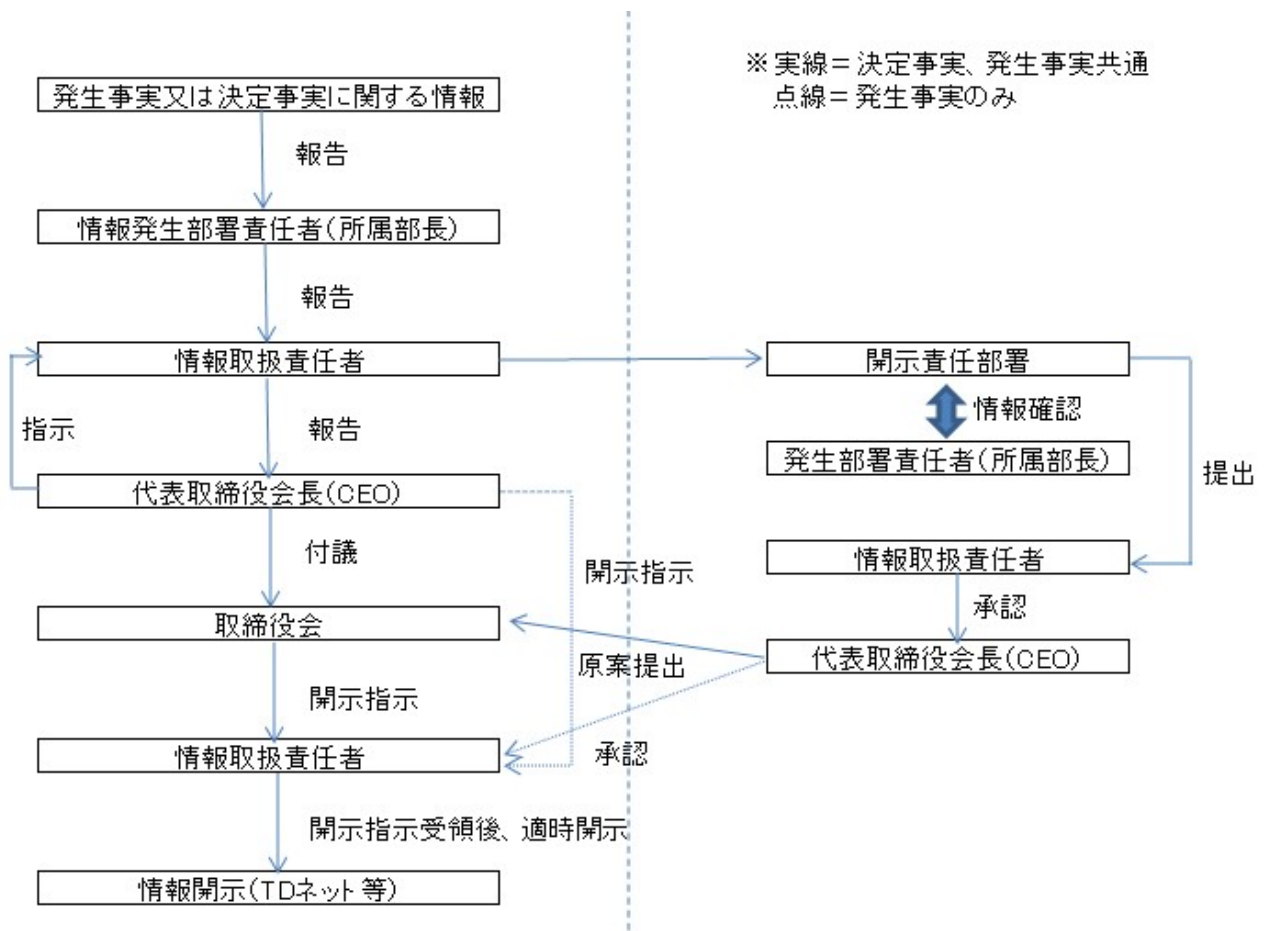 ※実線=決定事実、発生事実共通
点線=発生事実のみ
発生事実又は決定事実に関する情報
報告
情報発生部署責任者(所属部長)
報告
情報取扱責任者
開示責任部署
情報確認
指示
報告
発生部署責任者(所属部長)
提出
代表取締役会長(CEO)
付議
情報取扱責任者
開示指示
承認
取締役会
代表取締役会長(CEO)
原案提出
開示指示
情報取扱責任者
承認
開示指示受領後、適時開示
情報開示(TDネット等)